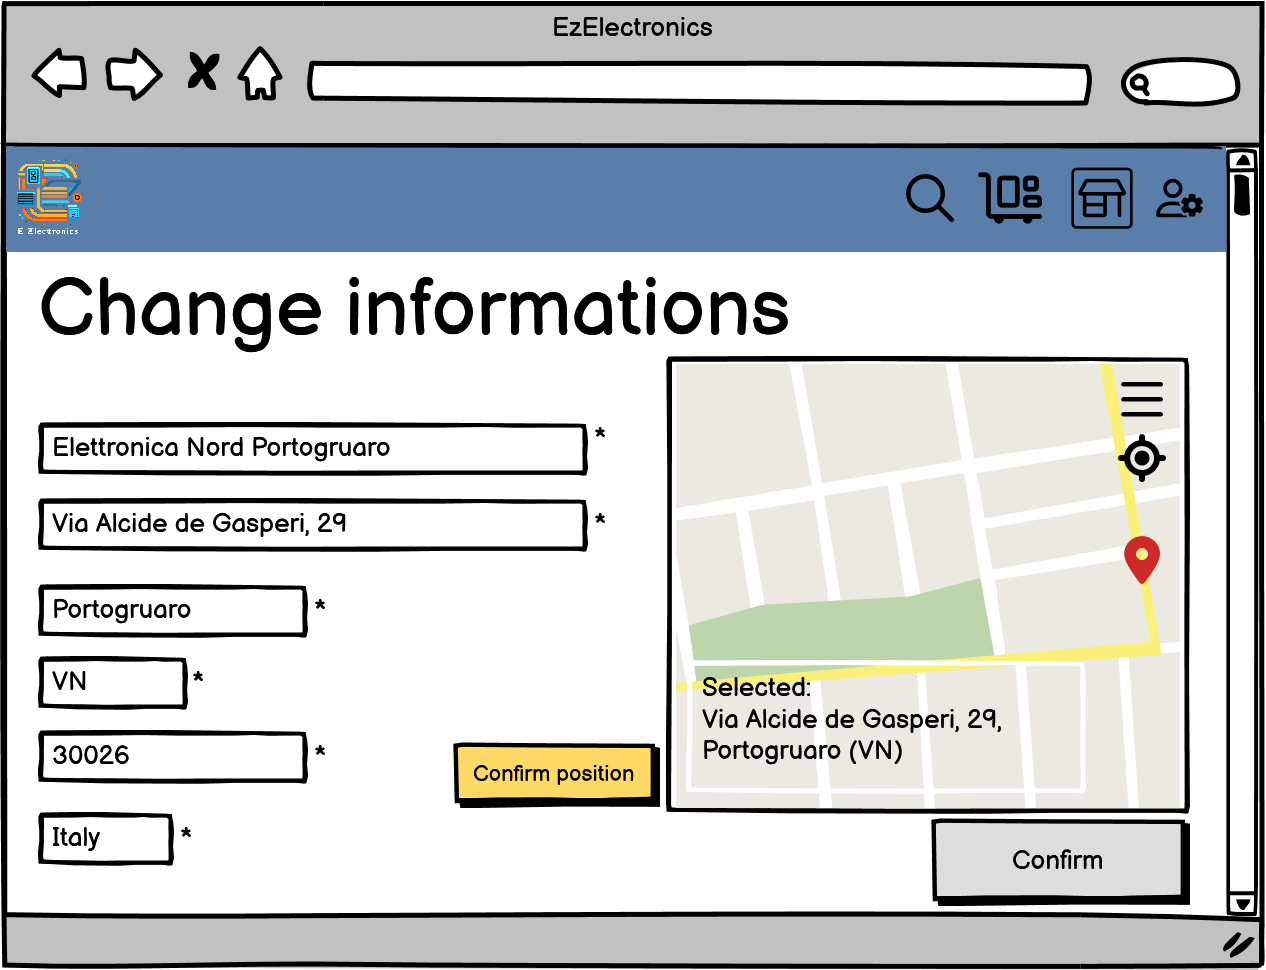 EzElectronics
E Zlectronics
Change informations
Elettronica Nord Portogruaro *
Via Alcide de Gasperi, 29 *
Portogruaro *
VN *
30026 *
Italy *
Confirm position
Selected:
Via Alcide de Gasperi, 29,
Portogruaro (VN)
Confirm